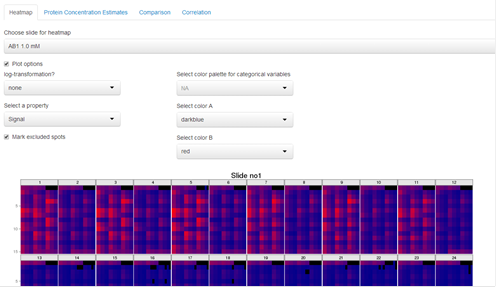 Heatmap Protein Concentration Estimates Comparison Correlation
Choose slide for heatmap
AB1 1.0 mM
Plot options
log-transformation? Select color palette for categorical variables
none NA
Select a property Select color A
Signal darkblue
Mark excluded spots Select color B
red
Slide no1
1 2 3 4 5 6 7 8 9 10 11 12
5
10
13 14 15 16 17 18 19 20 21 22 23 24